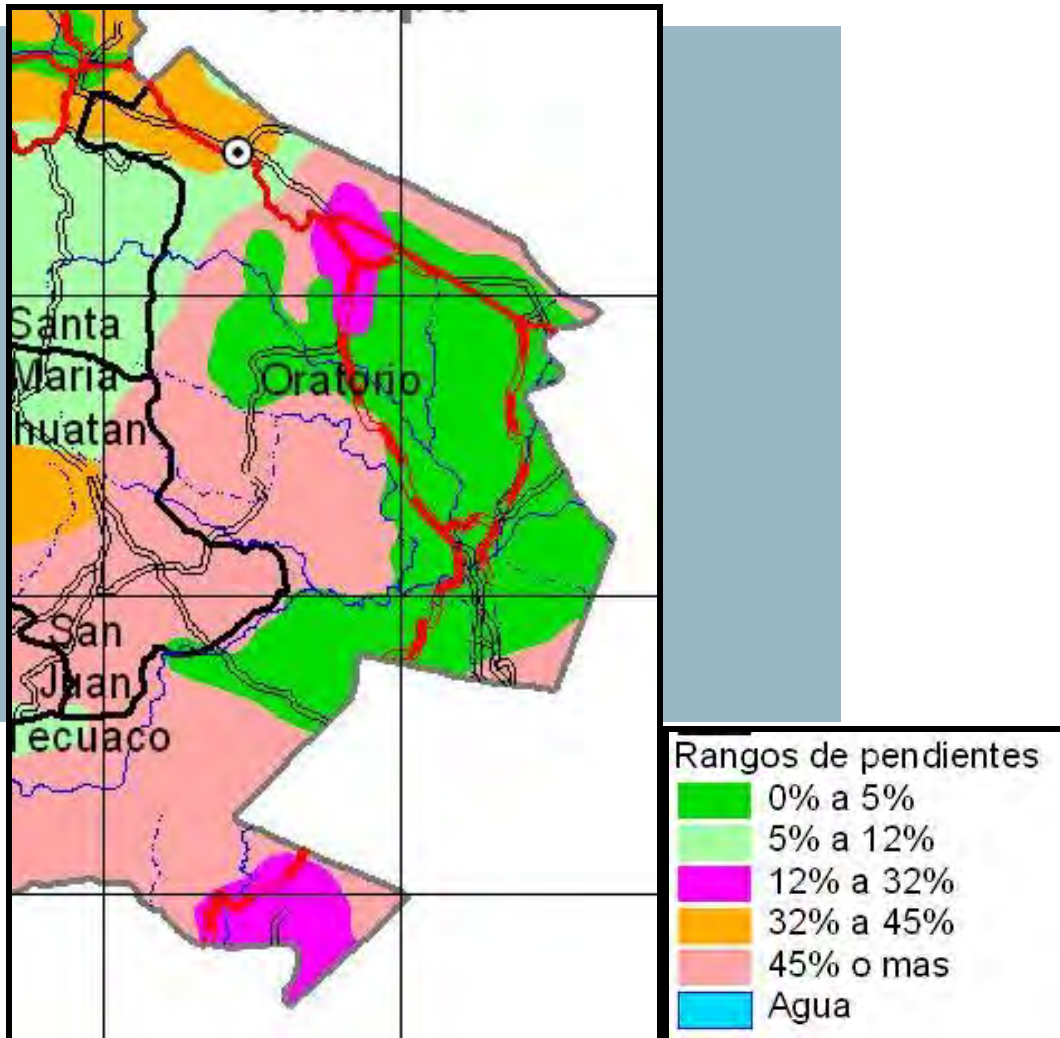 Santa
Maria
huatan
Oratorio
San
Juan
Tecuaco
Rangos de pendientes
0% a 5%
5% a 12%
12% a 32%
32% a 45%
45% o mas
Agua